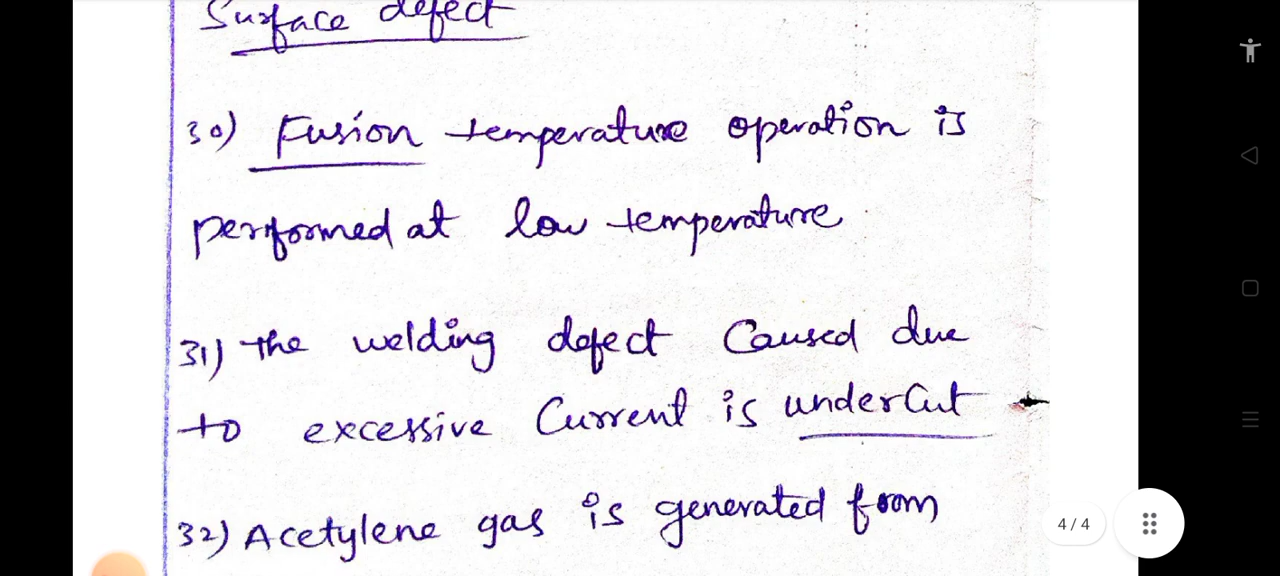 Surface defect
30) Fusion temperature operation is
performed at low temperature
31) the welding defect Caused due
to excessive Current is undercut
32) Acetylene gas is generated from
4 / 4